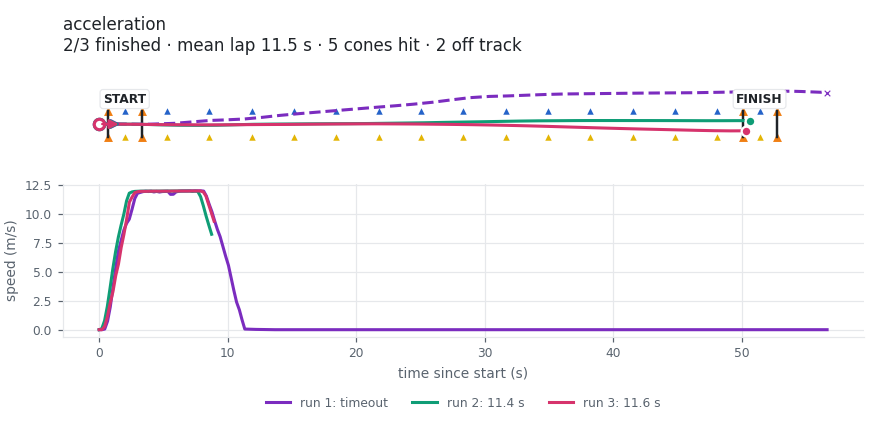 acceleration
2/3 finished · mean lap 11.5 s · 5 cones hit · 2 off track
START
FINISH
12.5
10.0
7.5
5.0
2.5
0.0
speed (m/s)
0
10
20
30
40
50
time since start (s)
run 1: timeout
run 2: 11.4 s
run 3: 11.6 s